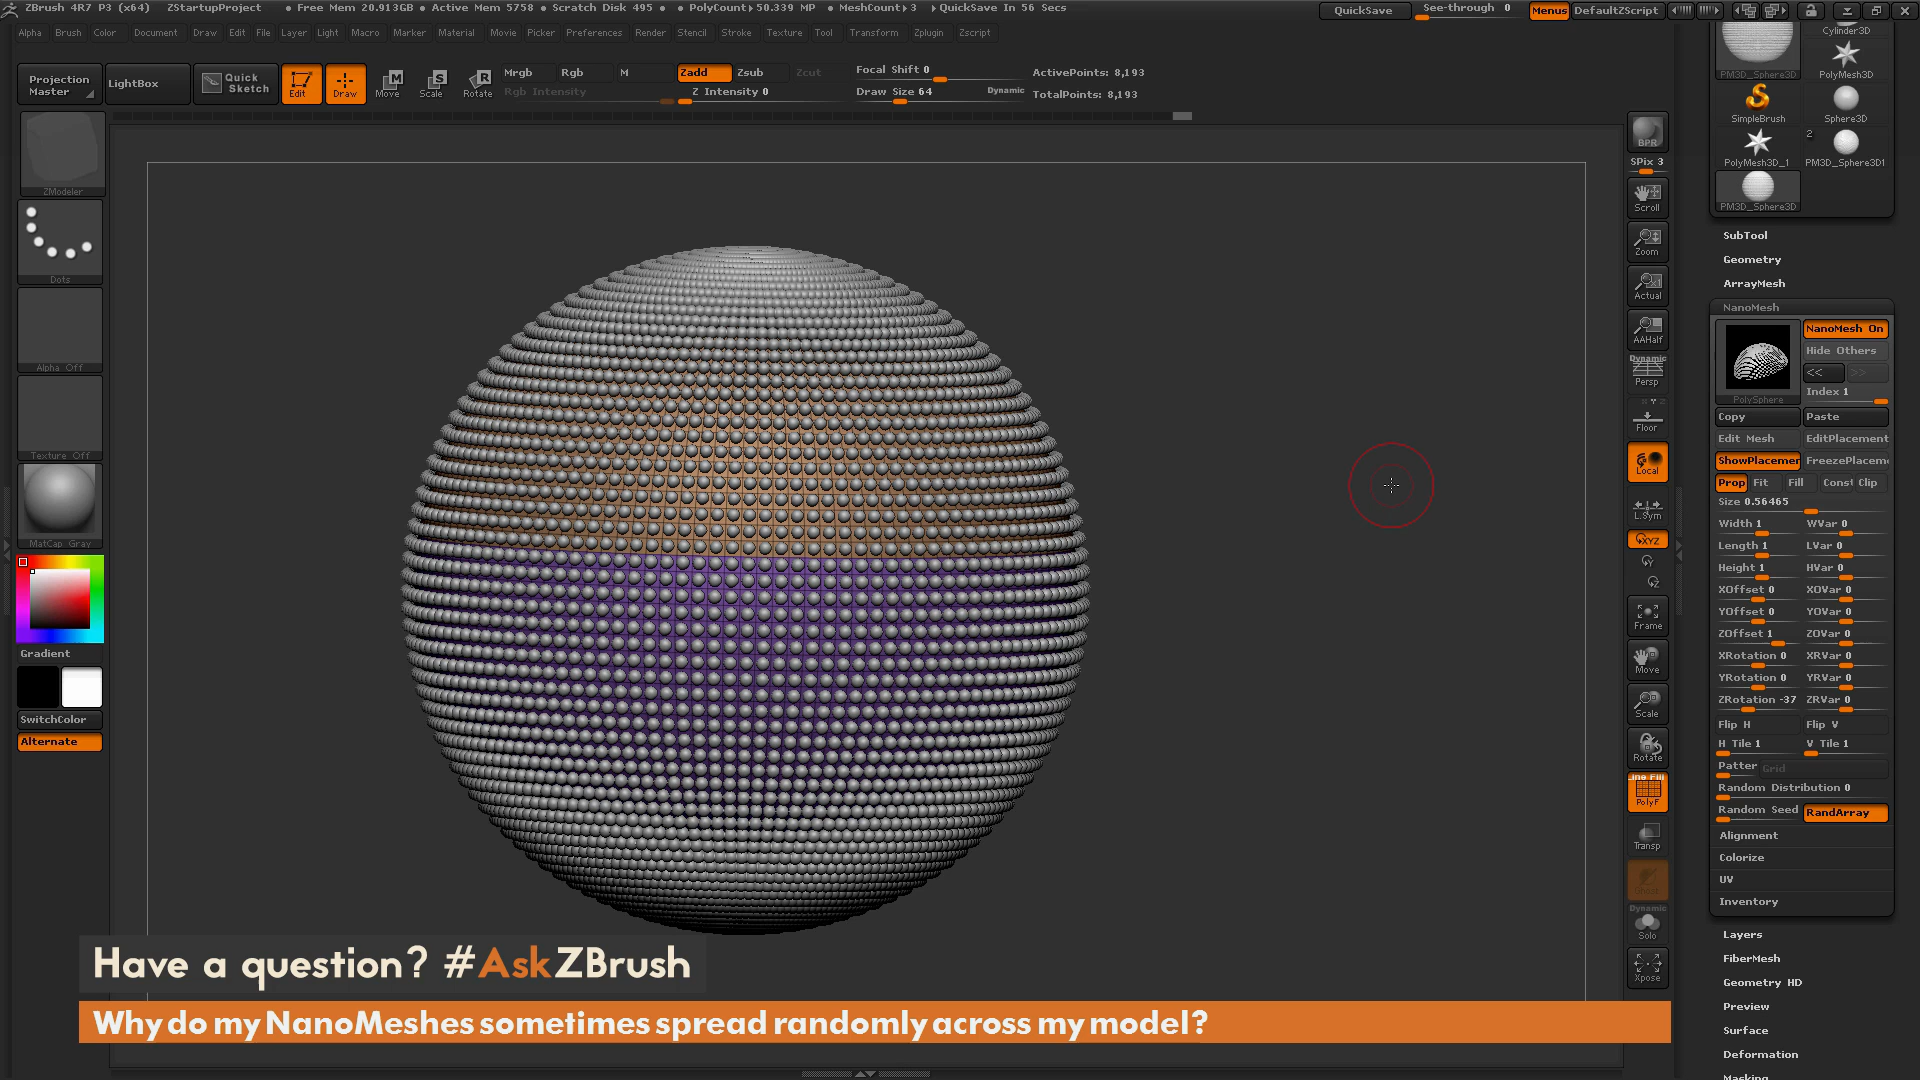 ZBrush 4R7 P3 (x64) ZStartupProject • Free Mem 20.913GB • Active Mem 5758 • Scratch Disk 495 • PolyCount▸50.339 MP • MeshCount▸3 ▸QuickSave In 56 Secs QuickSave See-through 0 Menus DefaultZScript
Alpha Brush Color Document Draw Edit File Layer Light Macro Marker Material Movie Picker Preferences Render Stencil Stroke Texture Tool Transform Zplugin Zscript
Projection Master LightBox Quick Sketch Edit Draw Move Scale Rotate
Mrgb Rgb M Zadd Zsub Zcut Focal Shift 0 ActivePoints: 8,193
Rgb Intensity Z Intensity 0 Draw Size 64 Dynamic TotalPoints: 8,193
ZModeler
Dots
Alpha Off
Texture Off
MatCap Gray
Gradient
SwitchColor
Alternate
BPR
SPix 3
Scroll
Zoom
Actual
AAHalf
Dynamic
Persp
Floor
Local
L.Sym
XYZ
Y
Z
Frame
Move
Scale
Rotate
PolyF
Transp
Ghost
Dynamic
Solo
Xpose
Cylinder3D
PM3D_Sphere3D PolyMesh3D
SimpleBrush Sphere3D
2
PolyMesh3D_1 PM3D_Sphere3D1
PM3D_Sphere3D
SubTool
Geometry
ArrayMesh
NanoMesh
NanoMesh On
Hide Others
<< >>
Index 1
PolySphere
Copy Paste
Edit Mesh EditPlacement
ShowPlacemen FreezePlacem
Prop Fit Fill Const Clip
Size 0.56465
Width 1 WVar 0
Length 1 LVar 0
Height 1 HVar 0
XOffset 0 XOVar 0
YOffset 0 YOVar 0
ZOffset 1 ZOVar 0
XRotation 0 XRVar 0
YRotation 0 YRVar 0
ZRotation -37 ZRVar 0
Flip H Flip V
H Tile 1 V Tile 1
Patter Grid
Random Distribution 0
Random Seed RandArray
Alignment
Colorize
UV
Inventory
Layers
FiberMesh
Geometry HD
Preview
Surface
Deformation
Masking
Have a question? #AskZBrush
Why do my NanoMeshes sometimes spread randomly across my model?